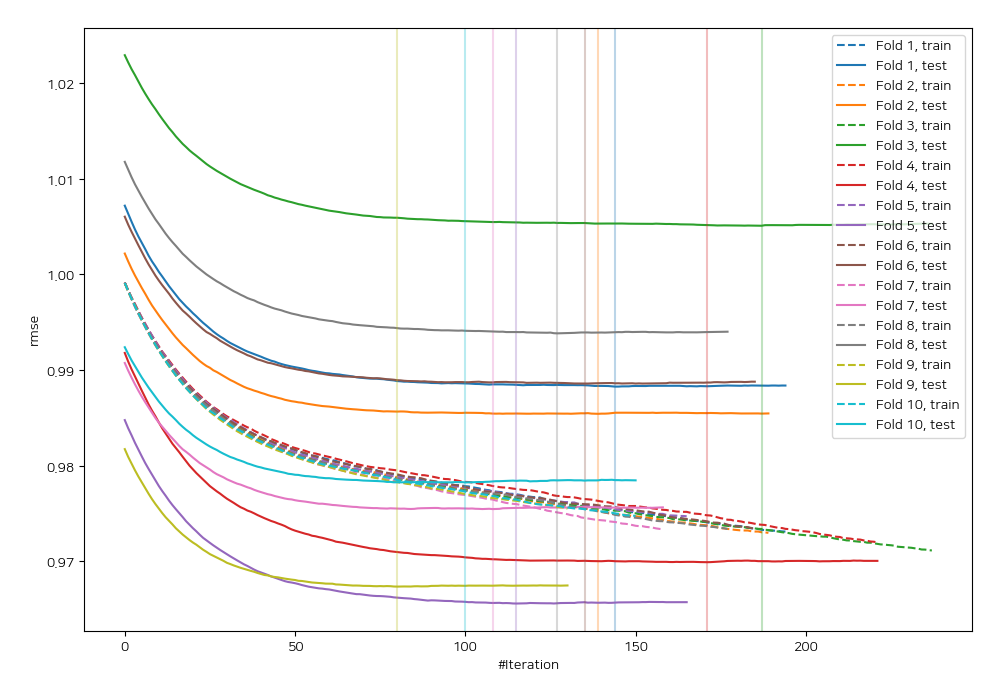 1,02
1,01
1,00
0,99
0,98
0,97
rmse
0
50
100
150
200
#Iteration
Fold 1, train
Fold 1, test
Fold 2, train
Fold 2, test
Fold 3, train
Fold 3, test
Fold 4, train
Fold 4, test
Fold 5, train
Fold 5, test
Fold 6, train
Fold 6, test
Fold 7, train
Fold 7, test
Fold 8, train
Fold 8, test
Fold 9, train
Fold 9, test
Fold 10, train
Fold 10, test